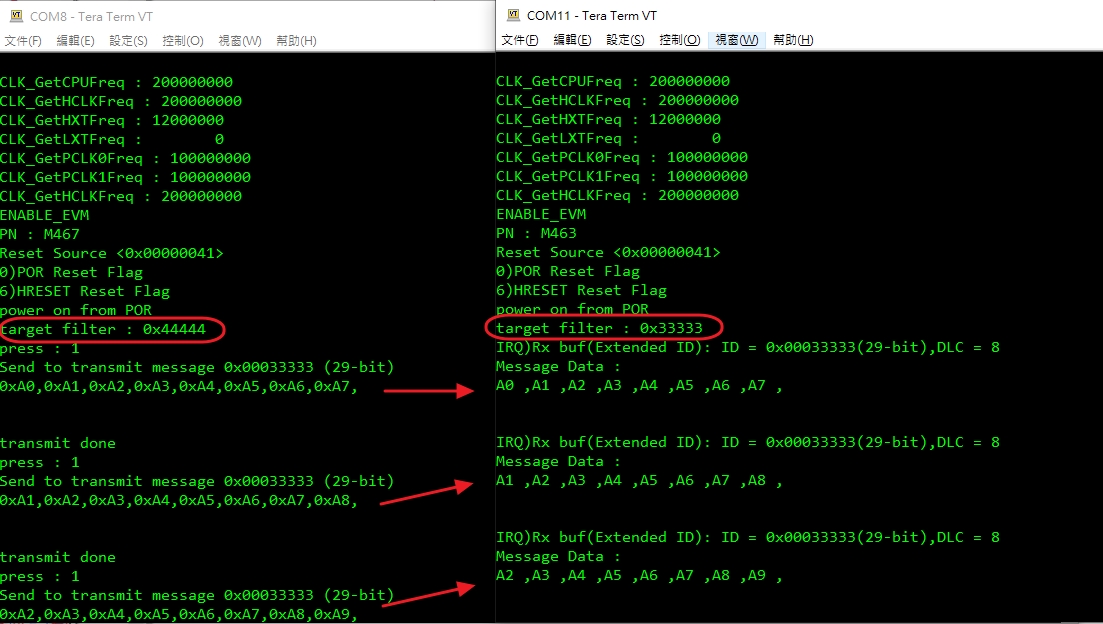 VT COM8 - Tera Term VT
文件(F) 編輯(E) 設定(S) 控制(O) 視窗(W) 幫助(H)
CLK_GetCPUFreq : 200000000
CLK_GetHCLKFreq : 200000000
CLK_GetHXTFreq : 12000000
CLK_GetLXTFreq :        0
CLK_GetPCLK0Freq : 100000000
CLK_GetPCLK1Freq : 100000000
CLK_GetHCLKFreq : 200000000
ENABLE_EVM
PN : M467
Reset Source <0x00000041>
0)POR Reset Flag
6)HRESET Reset Flag
power on from POR
target filter : 0x44444
press : 1
Send to transmit message 0x00033333 (29-bit)
0xA0,0xA1,0xA2,0xA3,0xA4,0xA5,0xA6,0xA7,
transmit done
press : 1
Send to transmit message 0x00033333 (29-bit)
0xA1,0xA2,0xA3,0xA4,0xA5,0xA6,0xA7,0xA8,
transmit done
press : 1
Send to transmit message 0x00033333 (29-bit)
0xA2,0xA3,0xA4,0xA5,0xA6,0xA7,0xA8,0xA9,
VT COM11 - Tera Term VT
文件(F) 編輯(E) 設定(S) 控制(O) 視窗(W) 幫助(H)
CLK_GetCPUFreq : 200000000
CLK_GetHCLKFreq : 200000000
CLK_GetHXTFreq : 12000000
CLK_GetLXTFreq :        0
CLK_GetPCLK0Freq : 100000000
CLK_GetPCLK1Freq : 100000000
CLK_GetHCLKFreq : 200000000
ENABLE_EVM
PN : M463
Reset Source <0x00000041>
0)POR Reset Flag
6)HRESET Reset Flag
power on from POR
target filter : 0x33333
IRQ)Rx buf(Extended ID): ID = 0x00033333(29-bit),DLC = 8
Message Data :
A0 ,A1 ,A2 ,A3 ,A4 ,A5 ,A6 ,A7 ,
IRQ)Rx buf(Extended ID): ID = 0x00033333(29-bit),DLC = 8
Message Data :
A1 ,A2 ,A3 ,A4 ,A5 ,A6 ,A7 ,A8 ,
IRQ)Rx buf(Extended ID): ID = 0x00033333(29-bit),DLC = 8
Message Data :
A2 ,A3 ,A4 ,A5 ,A6 ,A7 ,A8 ,A9 ,